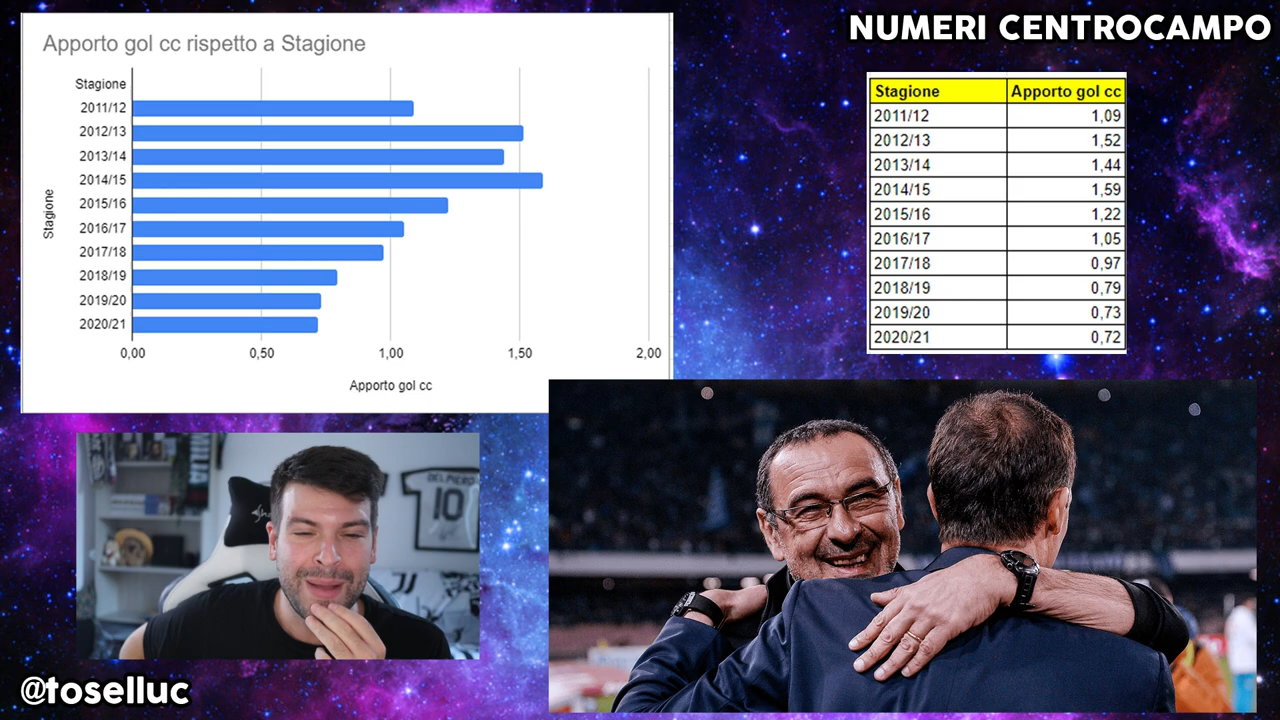 NUMERI CENTROCAMPO
Apporto gol cc rispetto a Stagione
Stagione
2011/12
2012/13
2013/14
2014/15
2015/16
2016/17
2017/18
2018/19
2019/20
2020/21
Stagione
0,00 0,50 1,00 1,50 2,00
Apporto gol cc
Stagione Apporto gol cc
2011/12 1,09
2012/13 1,52
2013/14 1,44
2014/15 1,59
2015/16 1,22
2016/17 1,05
2017/18 0,97
2018/19 0,79
2019/20 0,73
2020/21 0,72
DEL PIERO
10
@toselluc